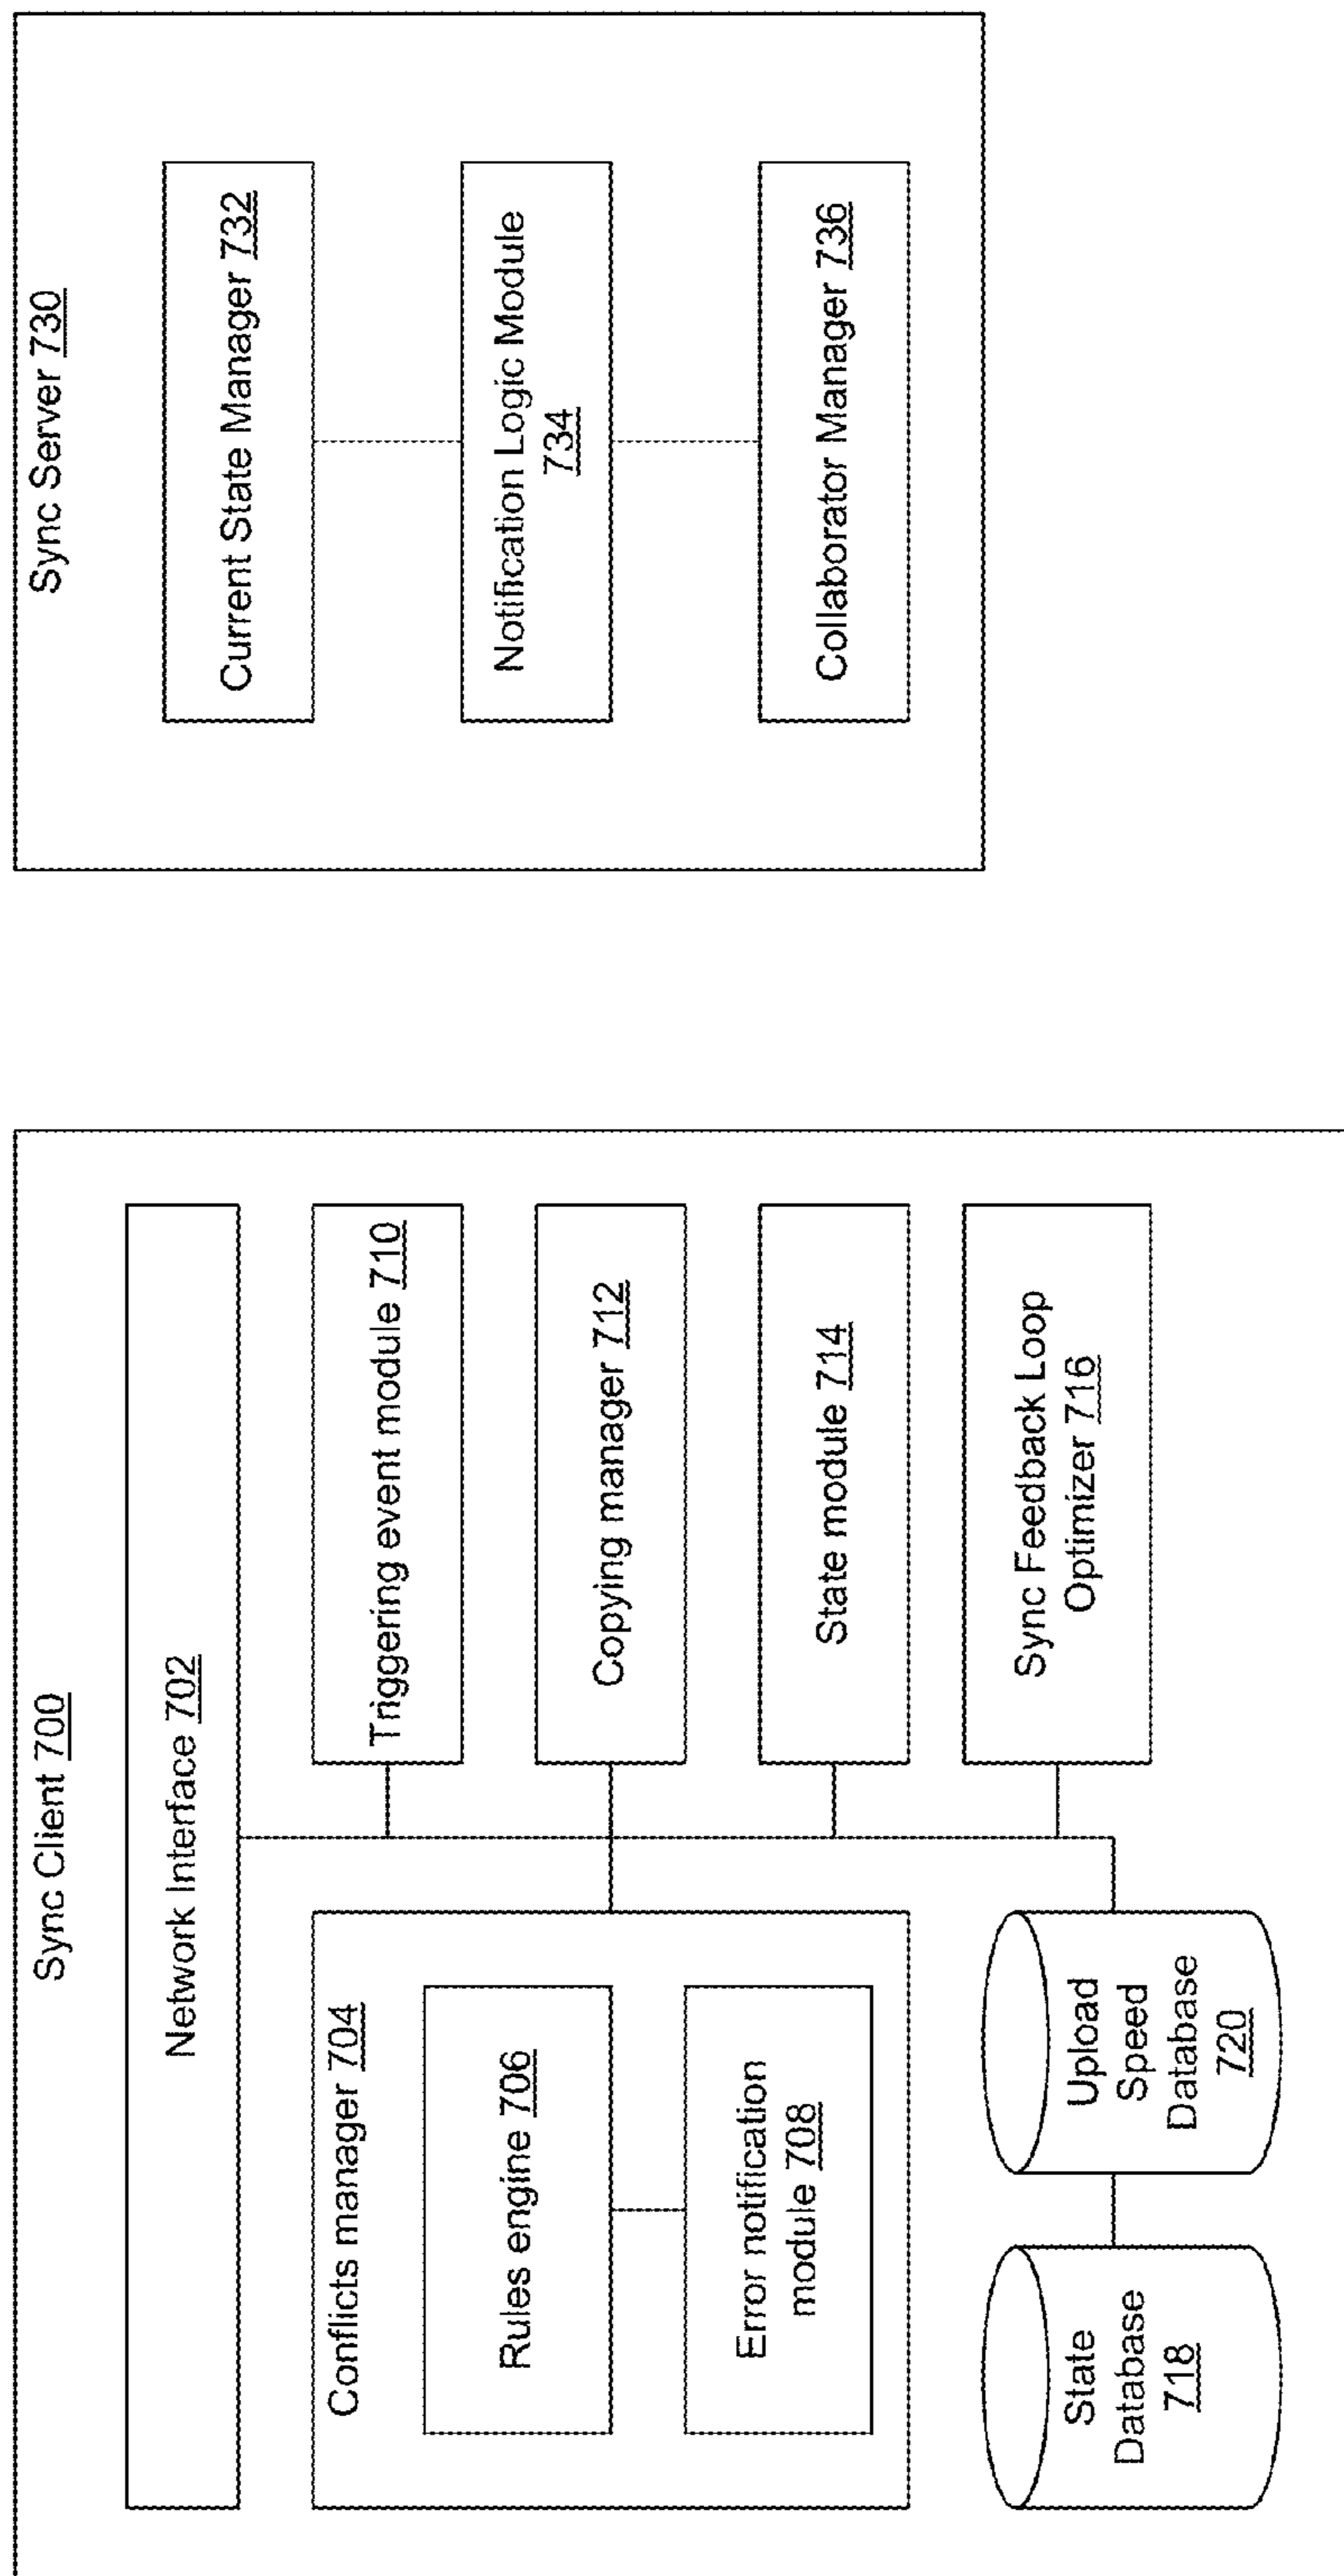 Sync Client 700
Network Interface 702
Conflicts manager 704
Rules engine 706
Error notification
module 708
Triggering event module 710
Copying manager 712
State module 714
Sync Feedback Loop
Optimizer 716
State
Database
718
Upload
Speed
Database
720
Sync Server 730
Current State Manager 732
Notification Logic Module
734
Collaborator Manager 736